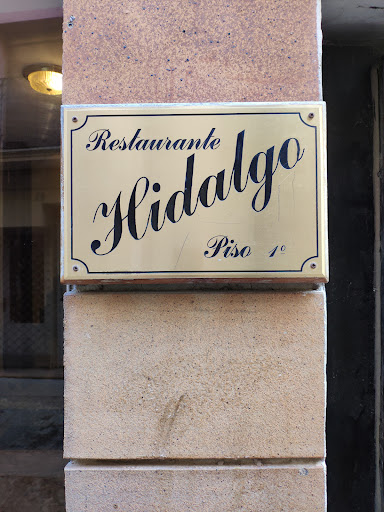 Restaurante
Hidalgo
Piso 1º